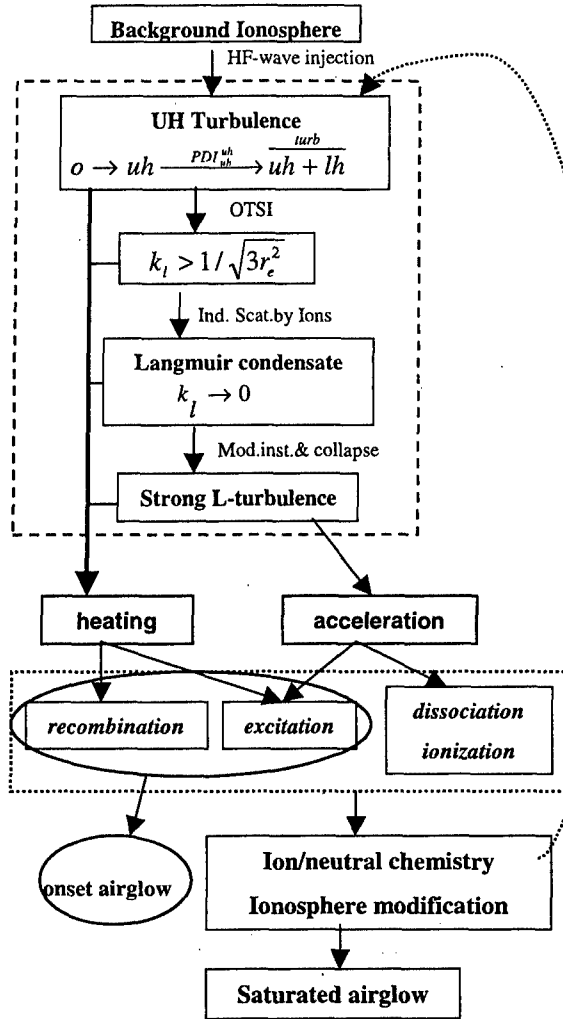 Background Ionosphere
HF-wave injection
UH Turbulence
o → uh —PDI_{uh}^{uh}→ \overline{uh + lh}^{turb}
OTSI
k_l > 1/√3r_e^2
Ind. Scat.by Ions
Langmuir condensate
k_l → 0
Mod.inst.& collapse
Strong L-turbulence
heating
acceleration
recombination
excitation
dissociation
ionization
onset airglow
Ion/neutral chemistry
Ionosphere modification
Saturated airglow